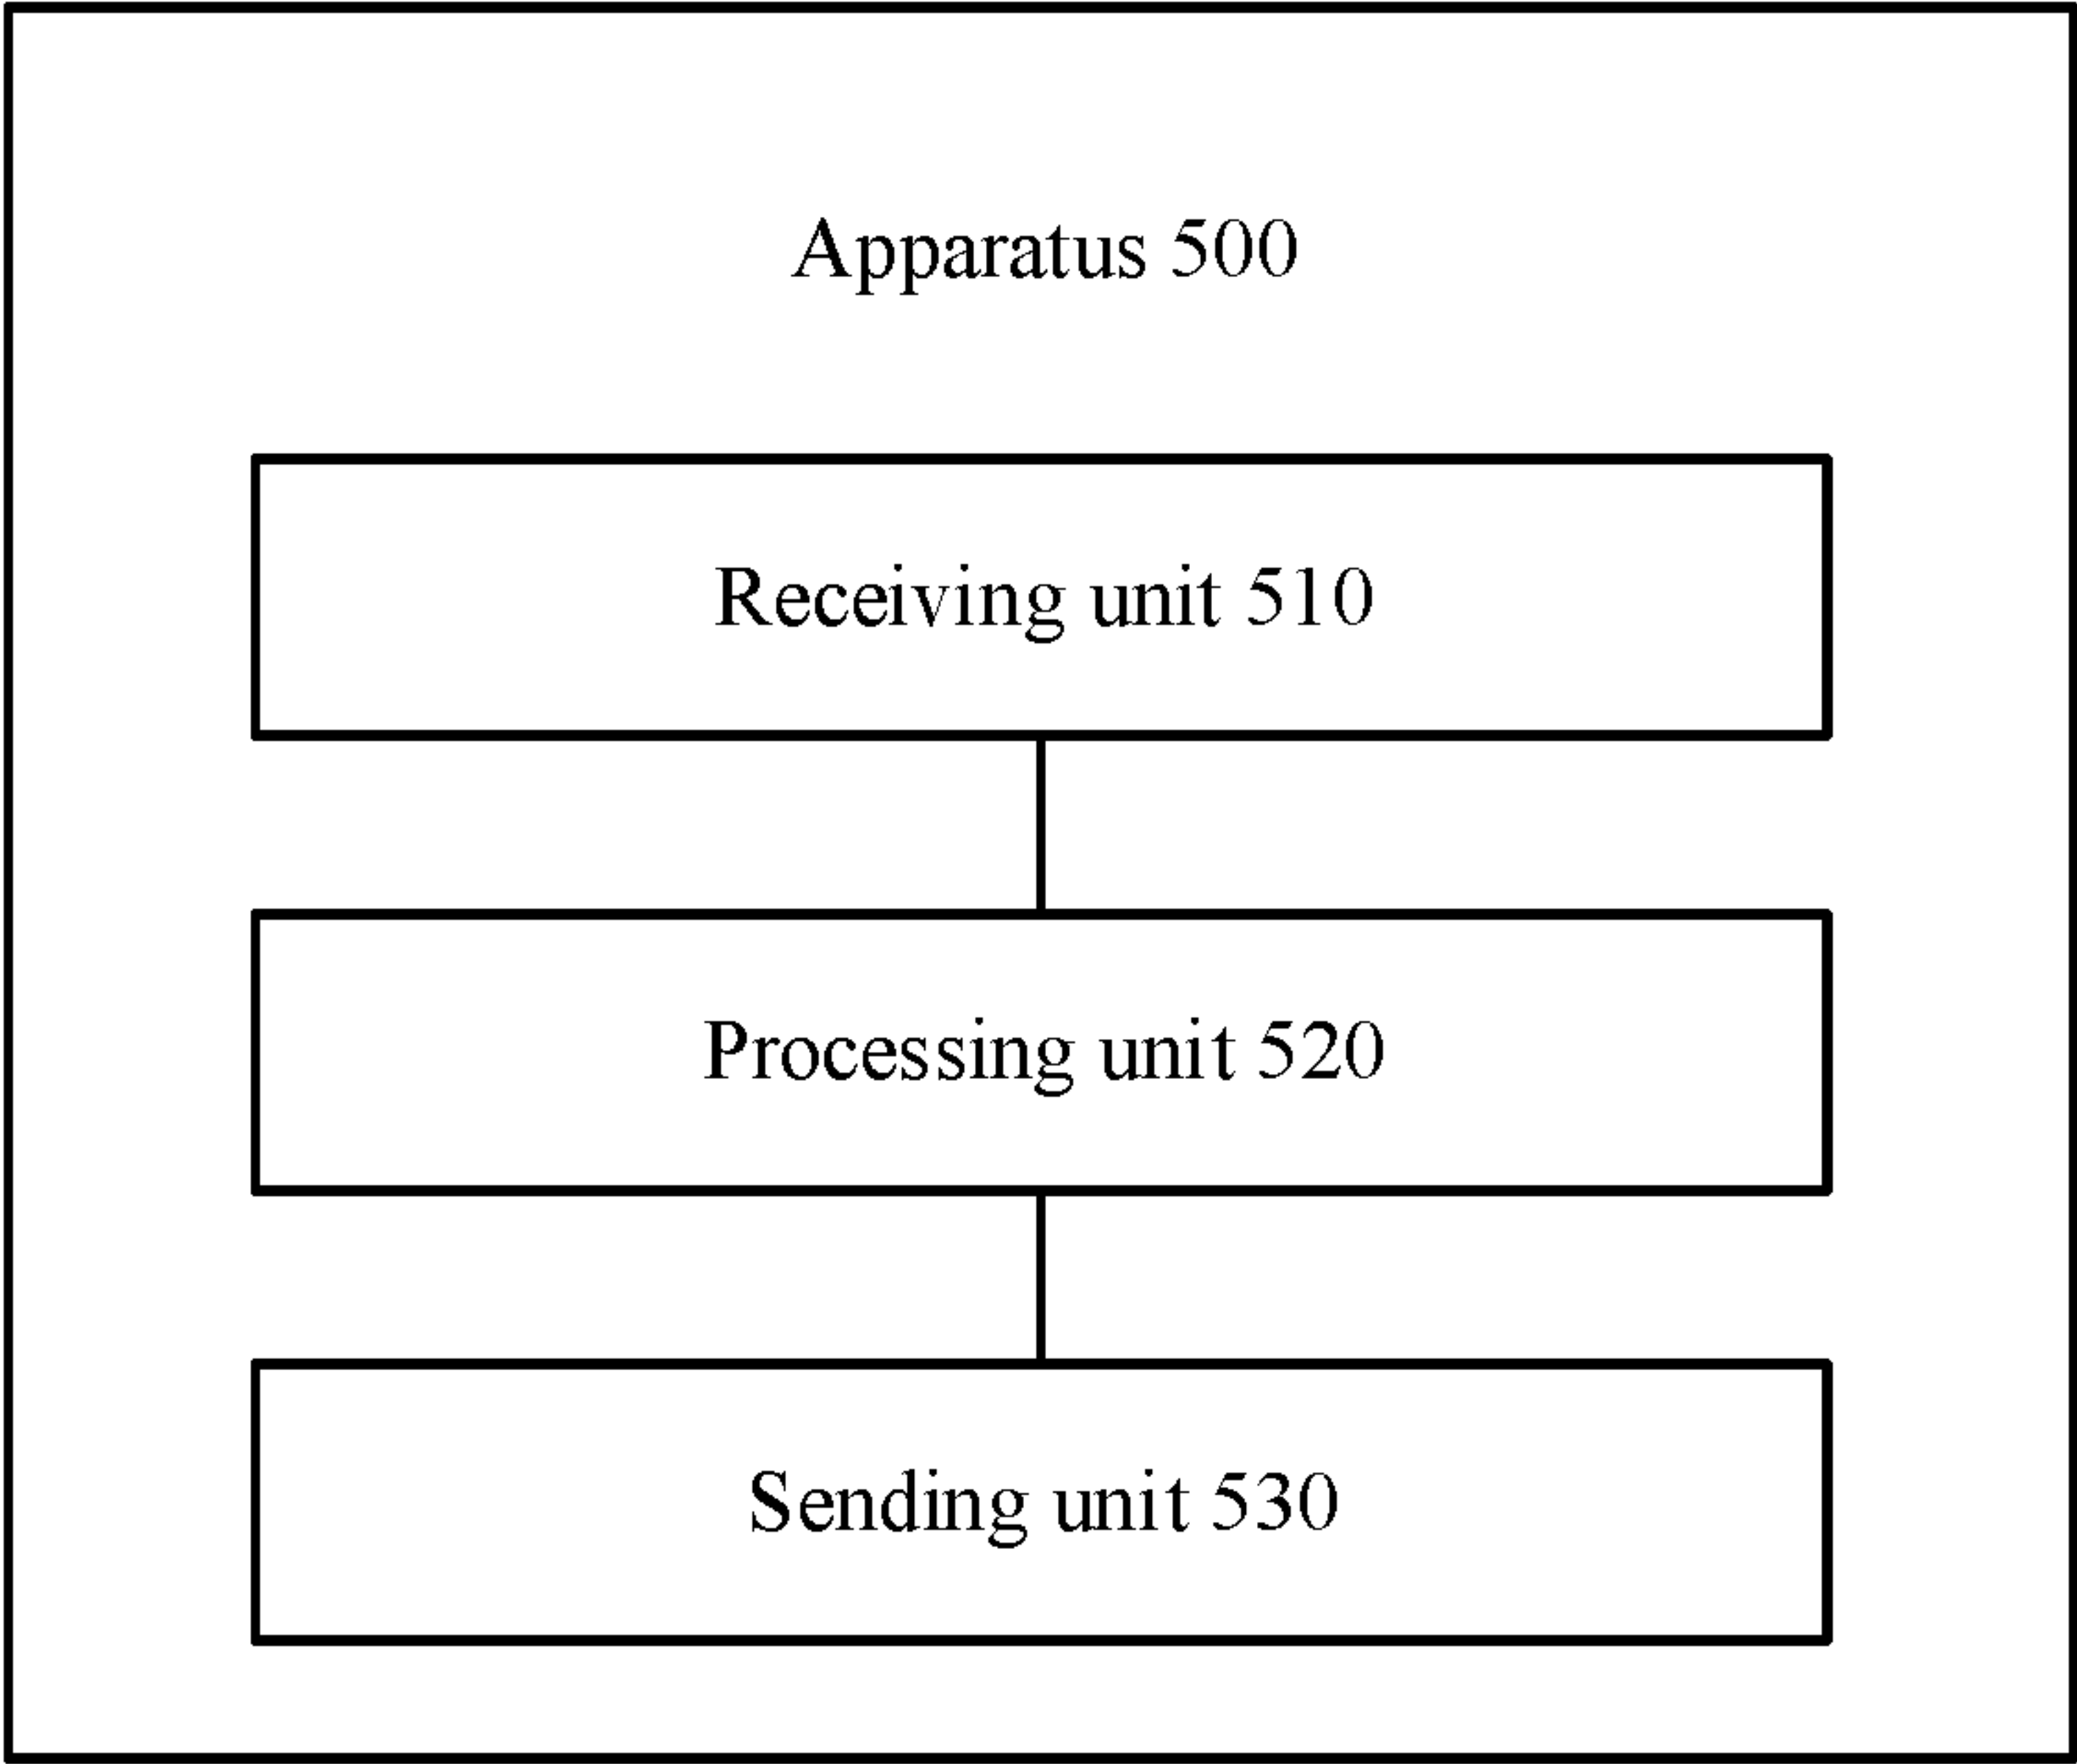 Apparatus 500
Receiving unit 510
Processing unit 520
Sending unit 530